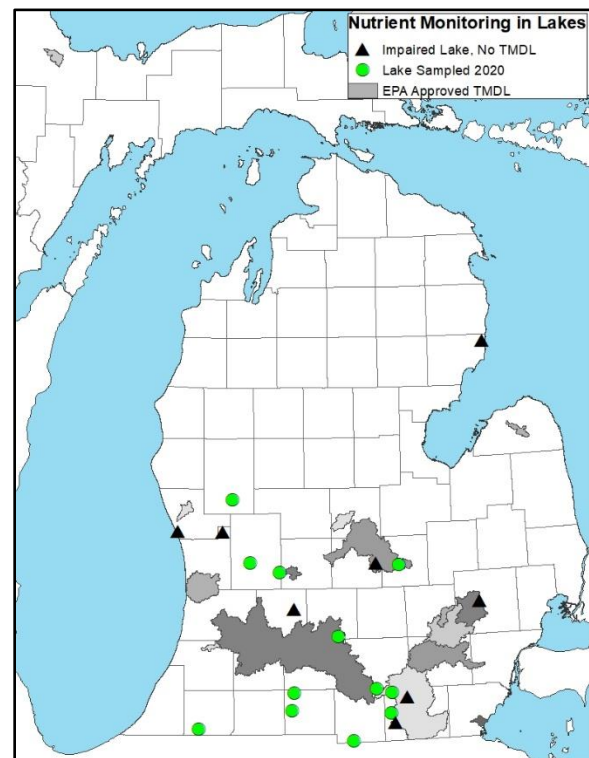 Nutrient Monitoring in Lakes
Impaired Lake, No TMDL
Lake Sampled 2020
EPA Approved TMDL